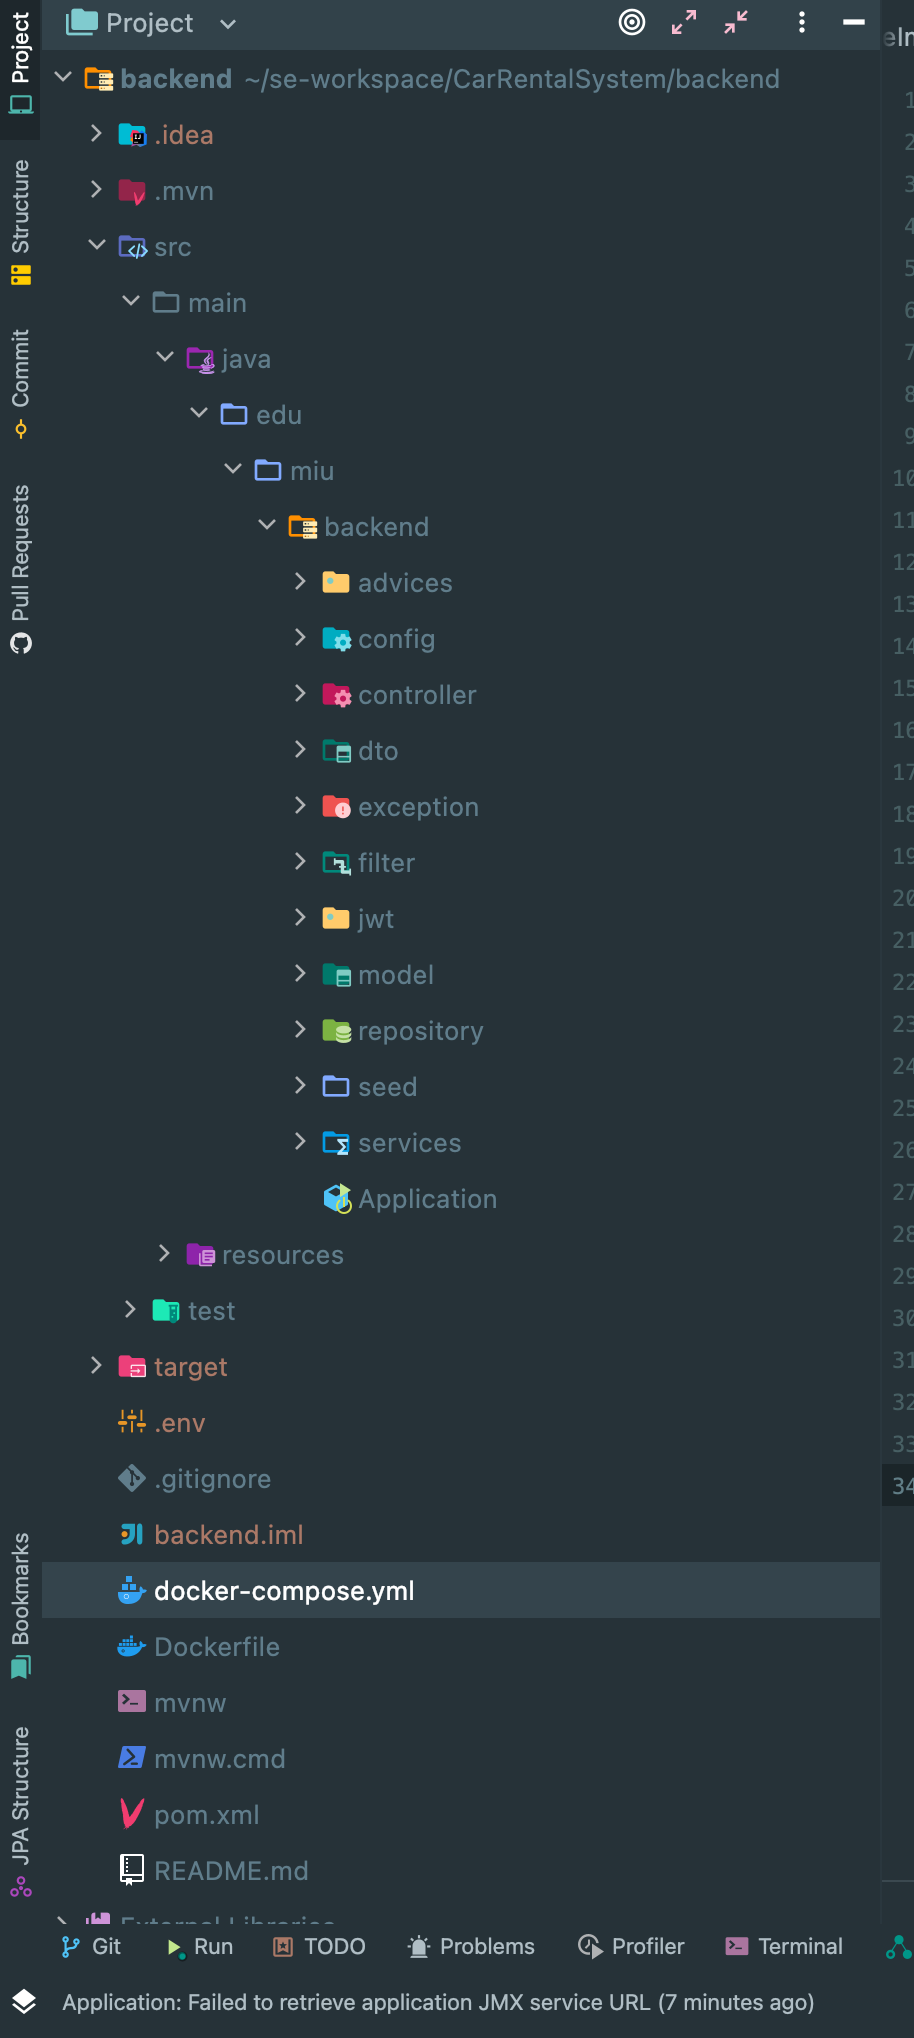 Project
backend ~/se-workspace/CarRentalSystem/backend
.idea
.mvn
src
main
java
edu
miu
backend
advices
config
controller
dto
exception
filter
jwt
model
repository
seed
services
Application
resources
test
target
.env
.gitignore
backend.iml
docker-compose.yml
Dockerfile
mvnw
mvnw.cmd
pom.xml
README.md
External Libraries
Project
Structure
Commit
Pull Requests
Bookmarks
JPA Structure
1
2
3
4
5
6
7
8
9
10
11
12
13
14
15
16
17
18
19
20
21
22
23
24
25
26
27
28
29
30
31
32
33
34
Git Run TODO Problems Profiler Terminal
Application: Failed to retrieve application JMX service URL (7 minutes ago)